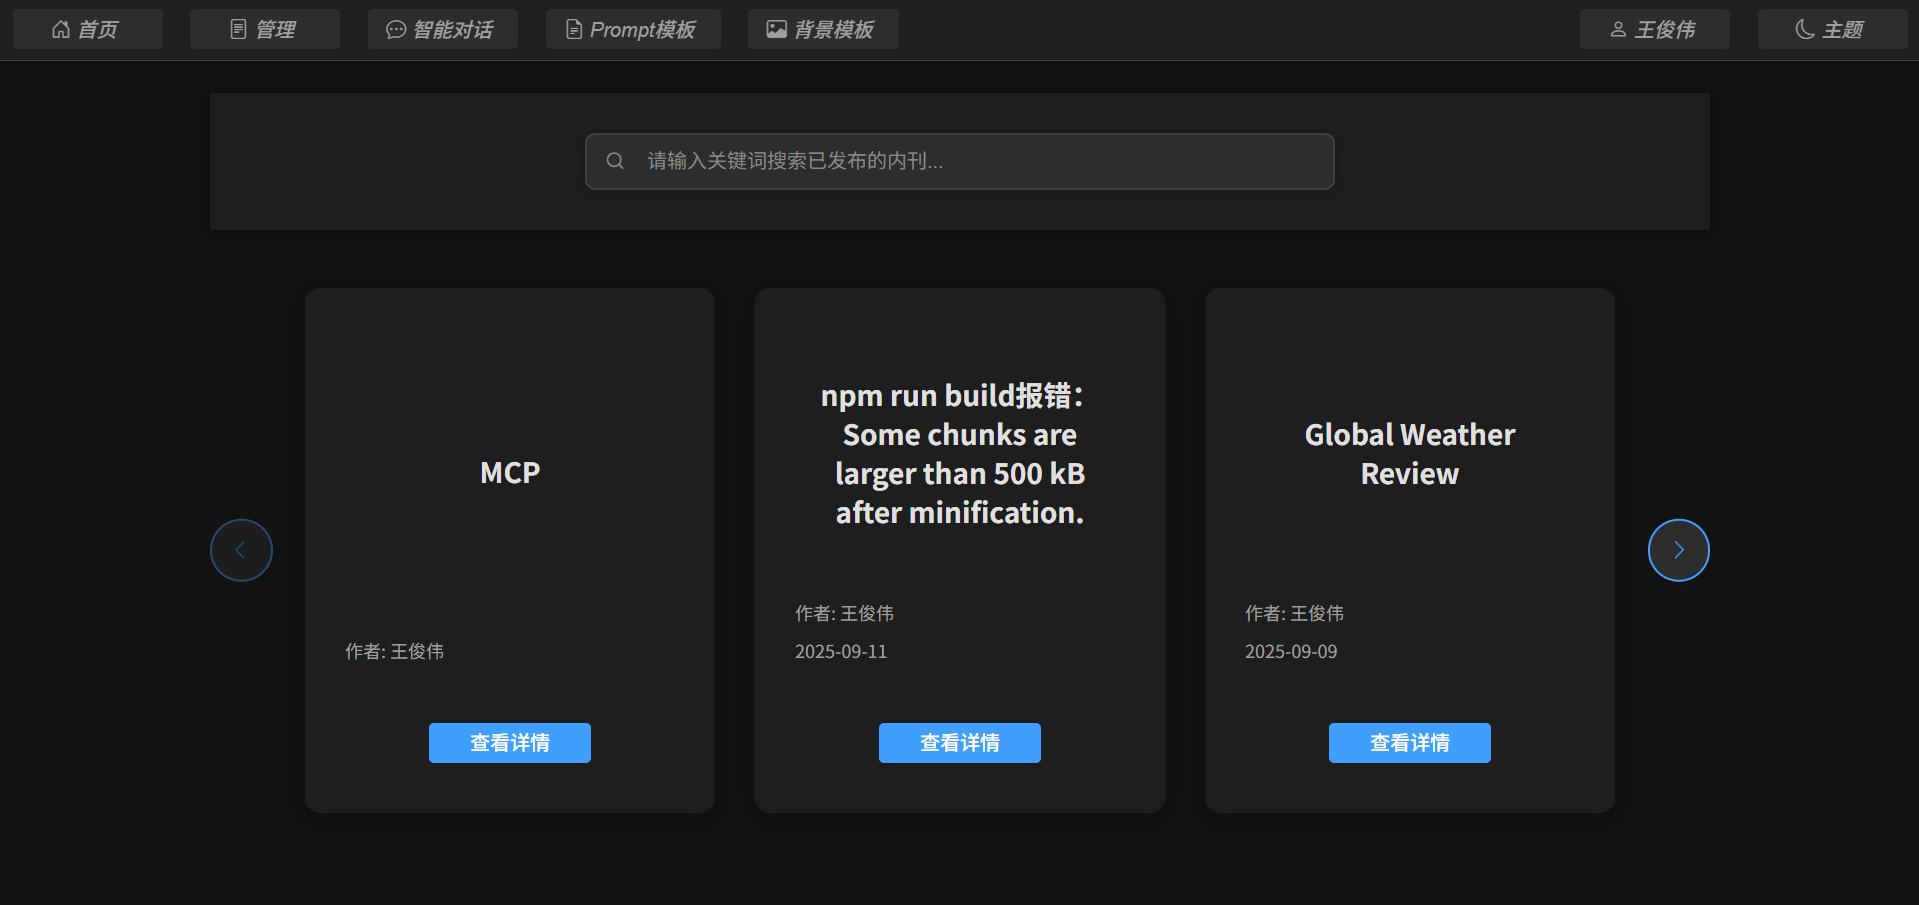 首页
管理
智能对话
Prompt模板
背景模板
王俊伟
主题
请输入关键词搜索已发布的内刊...
MCP
作者: 王俊伟
查看详情
npm run build报错：
Some chunks are
larger than 500 kB
after minification.
作者: 王俊伟
2025-09-11
查看详情
Global Weather
Review
作者: 王俊伟
2025-09-09
查看详情